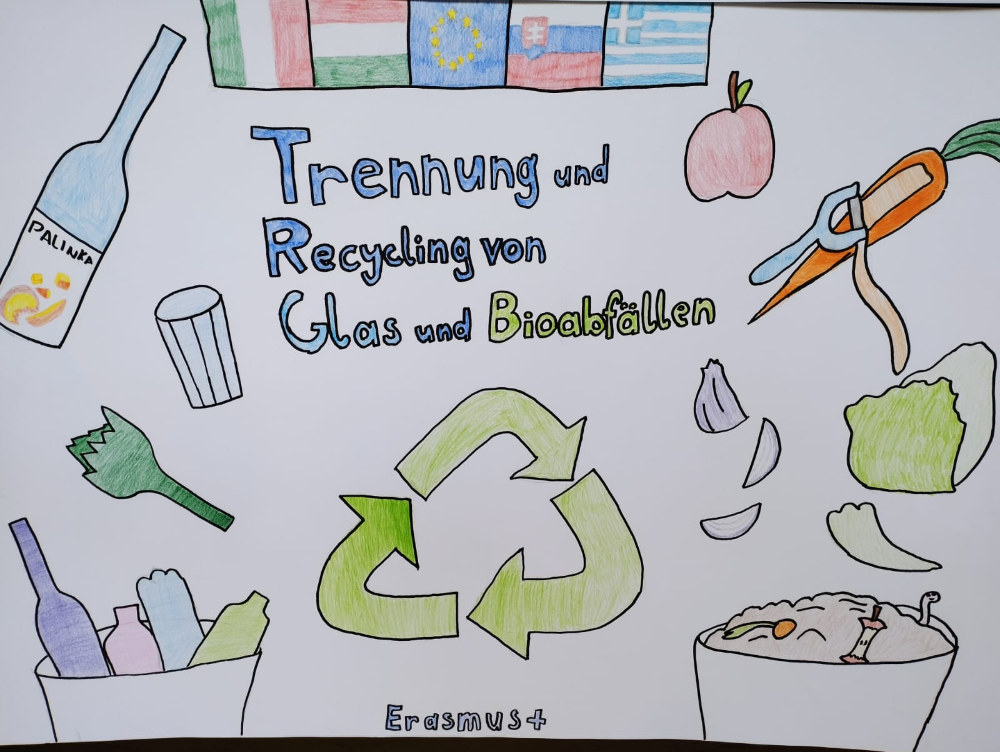 PALINKA
Trennung und
Recycling von
Glas und Bioabfällen
Erasmus+